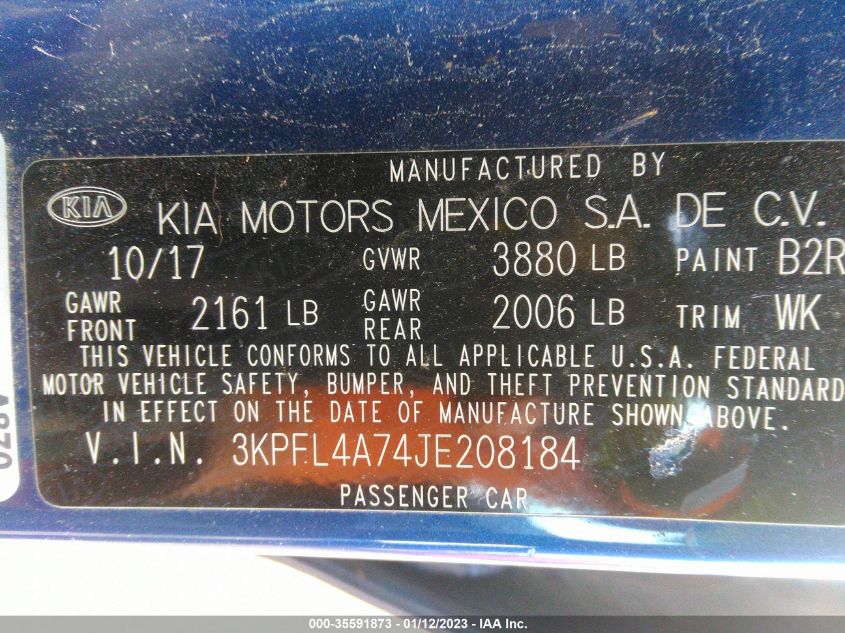 MANUFACTURED BY
KIA KIA MOTORS MEXICO S.A. DE C.V.
10/17 GVWR 3880 LB PAINT B2R
GAWR FRONT 2161 LB GAWR REAR 2006 LB TRIM WK
THIS VEHICLE CONFORMS TO ALL APPLICABLE U.S.A. FEDERAL
MOTOR VEHICLE SAFETY, BUMPER, AND THEFT PREVENTION STANDARD
IN EFFECT ON THE DATE OF MANUFACTURE SHOWN ABOVE.
V.I.N. 3KPFL4A74JE208184
PASSENGER CAR
000-35591873 - 01/12/2023 - IAA Inc.